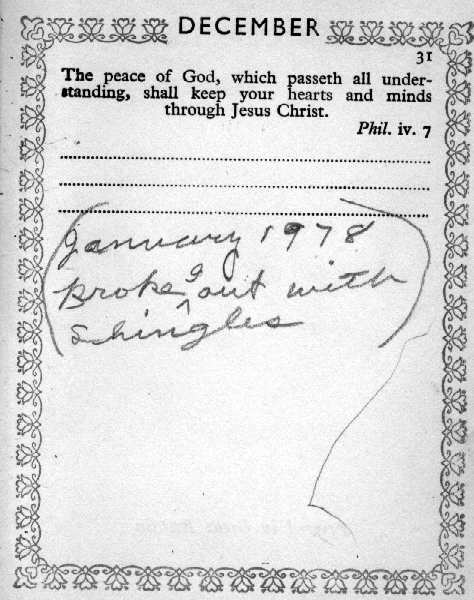 DECEMBER
31
The peace of God, which passeth all under-
standing, shall keep your hearts and minds
through Jesus Christ.
Phil. iv. 7
(January 1978
Broke ^ I out with
Shingles)